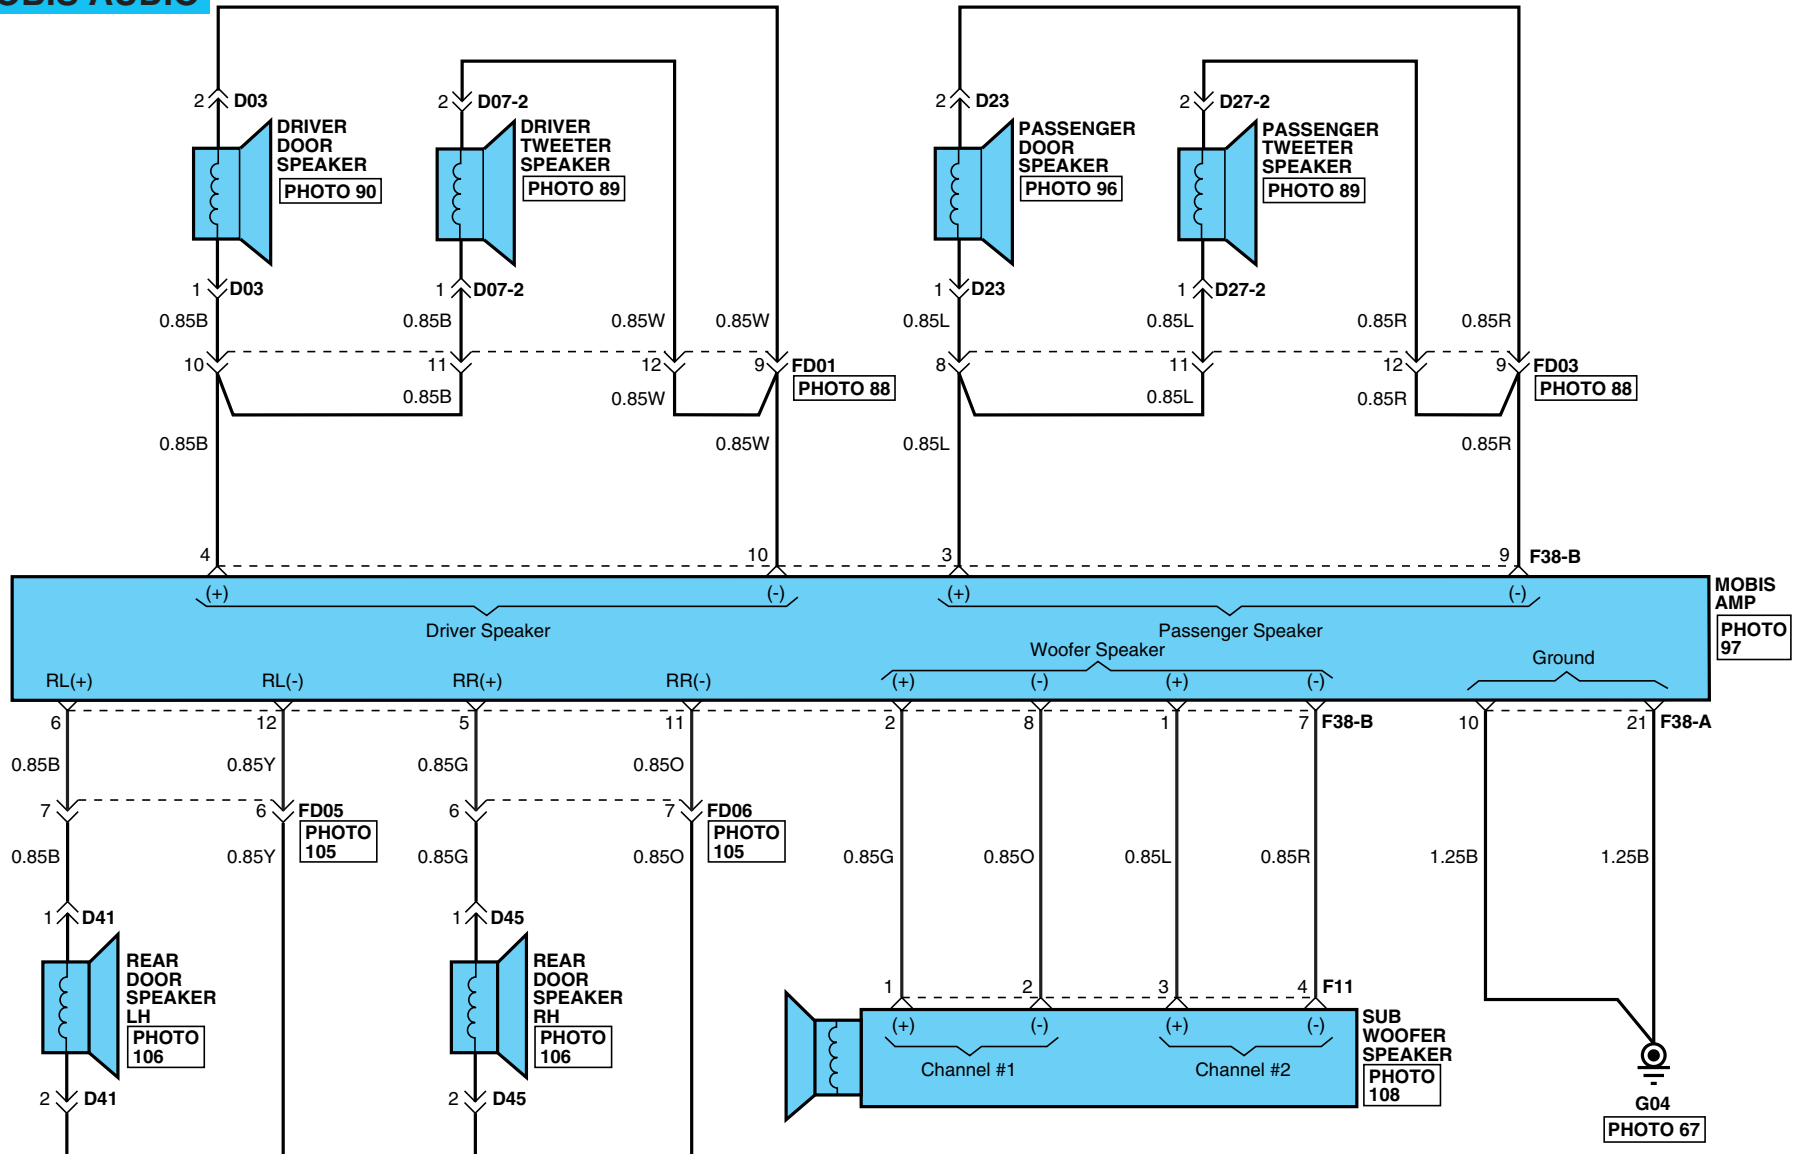 MOBIS AUDIO
2 D03
DRIVER
DOOR
SPEAKER
PHOTO 90
2 D07-2
DRIVER
TWEETER
SPEAKER
PHOTO 89
2 D23
PASSENGER
DOOR
SPEAKER
PHOTO 96
2 D27-2
PASSENGER
TWEETER
SPEAKER
PHOTO 89
1 D03
1 D07-2
1 D23
1 D27-2
0.85B 0.85B 0.85W 0.85W 0.85L 0.85L 0.85R 0.85R
10 11 12 9 FD01
PHOTO 88
8 11 12 9 FD03
PHOTO 88
0.85B 0.85W 0.85L 0.85R
0.85B 0.85W 0.85L 0.85R
4 10 3 9 F38-B
(+) (-) (+) (-)
Driver Speaker
Passenger Speaker
MOBIS
AMP
PHOTO
97
Woofer Speaker
Ground
RL(+) RL(-) RR(+) RR(-) (+) (-) (+) (-)
6 12 5 11 2 8 1 7 F38-B 10 21 F38-A
0.85B 0.85Y 0.85G 0.85O
7 6 FD05
PHOTO
105
6 7 FD06
PHOTO
105
0.85B 0.85Y 0.85G 0.85O 0.85G 0.85O 0.85L 0.85R 1.25B 1.25B
1 D41
REAR
DOOR
SPEAKER
LH
PHOTO
106
2 D41
1 D45
REAR
DOOR
SPEAKER
RH
PHOTO
106
2 D45
1 2 3 4 F11
(+) (-) (+) (-)
Channel #1 Channel #2
SUB
WOOFER
SPEAKER
PHOTO
108
G04
PHOTO 67